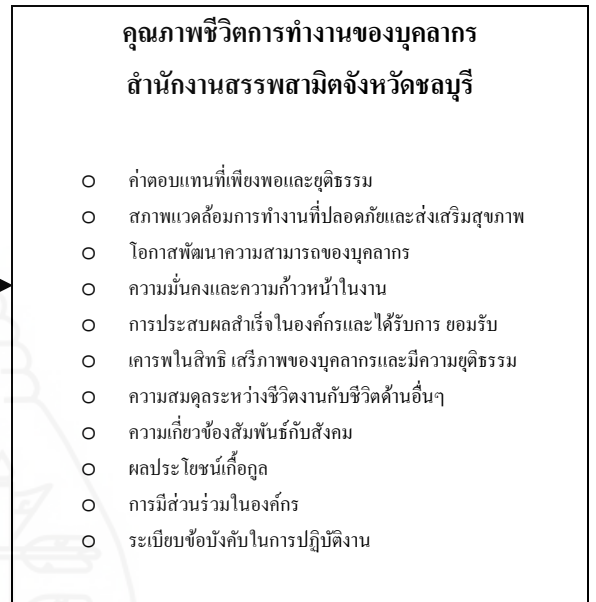 คุณภาพชีวิตการทำงานของบุคลากร
สำนักงานสรรพสามิตจังหวัดชลบุรี
o ค่าตอบแทนที่เพียงพอและยุติธรรม
o สภาพแวดล้อมการทำงานที่ปลอดภัยและส่งเสริมสุขภาพ
o โอกาสพัฒนาความสามารถของบุคลากร
o ความมั่นคงและความก้าวหน้าในงาน
o การประสบผลสำเร็จในองค์กรและได้รับการ ยอมรับ
o เคารพในสิทธิ เสรีภาพของบุคลากรและมีความยุติธรรม
o ความสมดุลระหว่างชีวิตงานกับชีวิตด้านอื่นๆ
o ความเกี่ยวข้องสัมพันธ์กับสังคม
o ผลประโยชน์เกื้อกูล
o การมีส่วนร่วมในองค์กร
o ระเบียบข้อบังคับในการปฏิบัติงาน